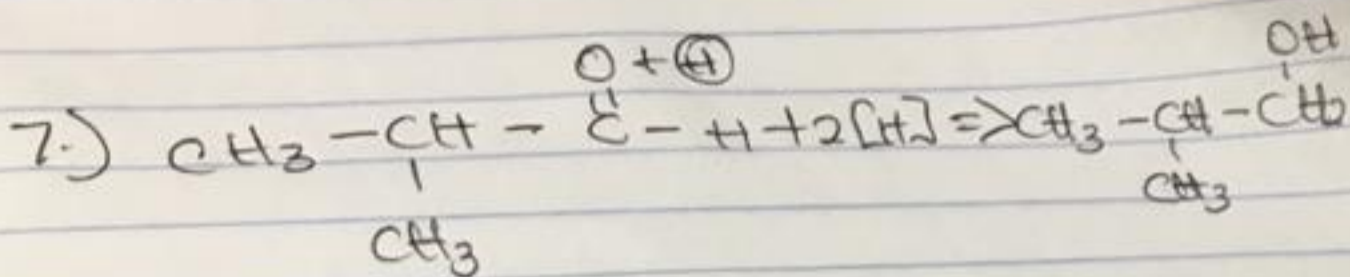 O + Ⓗ OH
7.) CH3 - CH - C - H + 2[H] => CH3 - CH - CH2
CH3 CH3